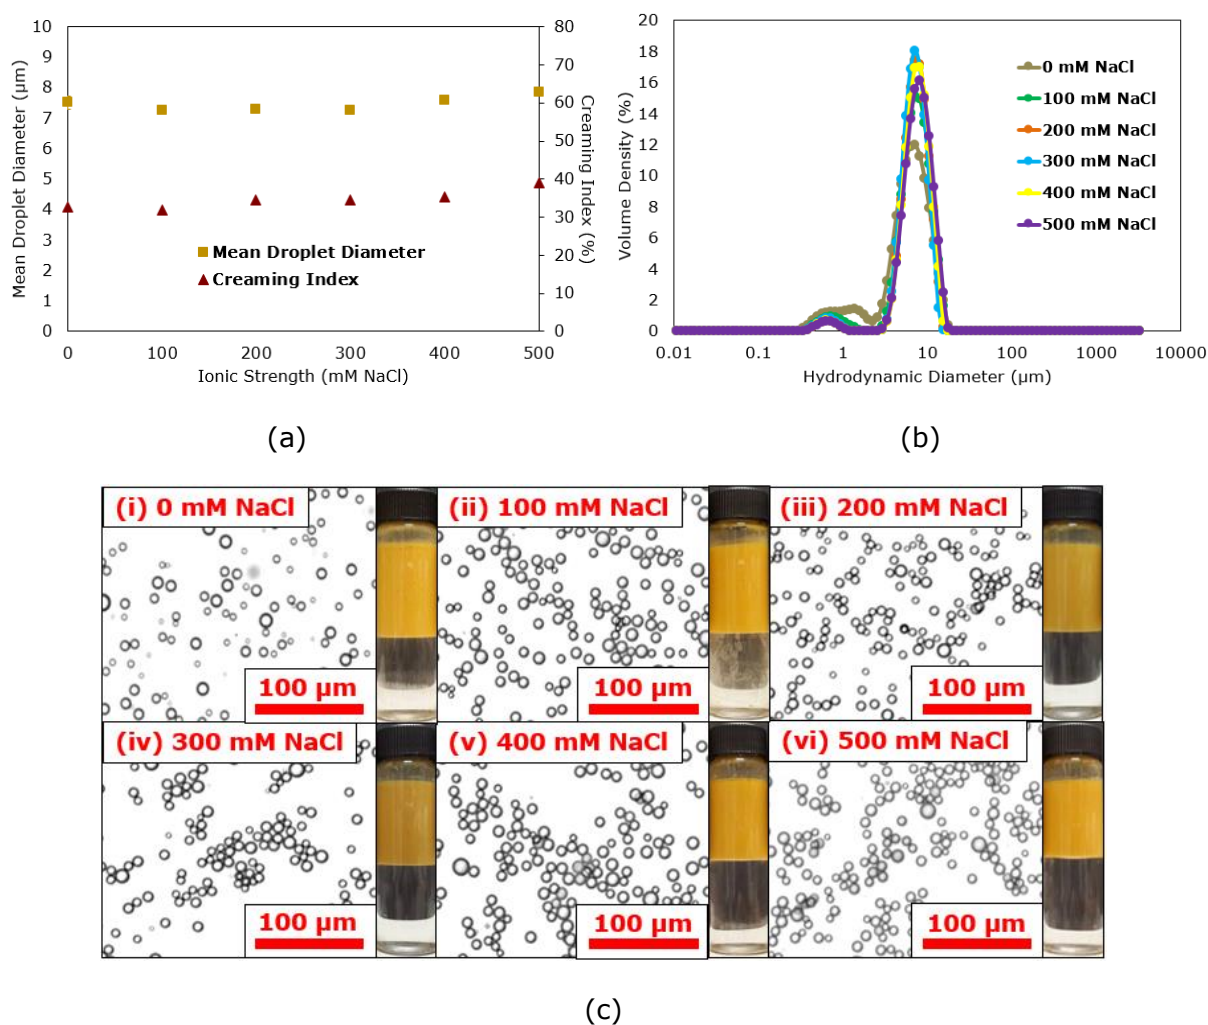 10
9
8
7
6
5
4
3
2
1
0
Mean Droplet Diameter (µm)
80
70
60
50
40
30
20
10
0
Creaming Index (%)
Mean Droplet Diameter
Creaming Index
0 100 200 300 400 500
Ionic Strength (mM NaCl)
(a)
20
18
16
14
12
10
8
6
4
2
0
Volume Density (%)
0 mM NaCl
100 mM NaCl
200 mM NaCl
300 mM NaCl
400 mM NaCl
500 mM NaCl
0.01 0.1 1 10 100 1000 10000
Hydrodynamic Diameter (µm)
(b)
(i) 0 mM NaCl
100 µm
(ii) 100 mM NaCl
100 µm
(iii) 200 mM NaCl
100 µm
(iv) 300 mM NaCl
100 µm
(v) 400 mM NaCl
100 µm
(vi) 500 mM NaCl
100 µm
(c)